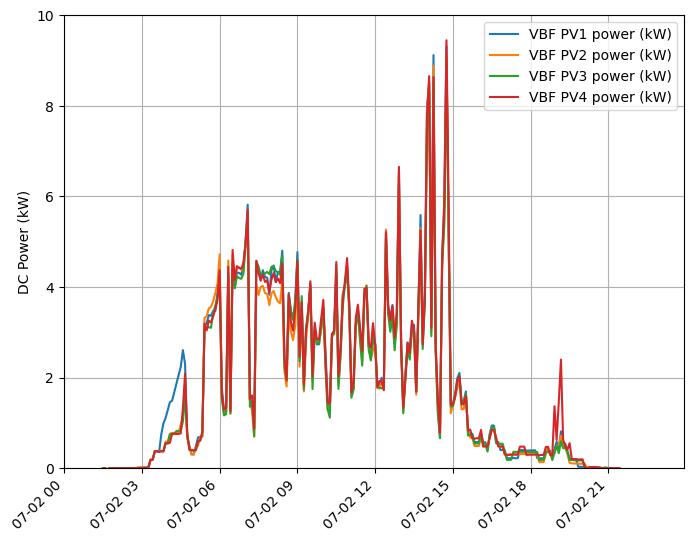 10
8
6
4
2
0
DC Power (kW)
VBF PV1 power (kW)
VBF PV2 power (kW)
VBF PV3 power (kW)
VBF PV4 power (kW)
07-02 00
07-02 03
07-02 06
07-02 09
07-02 12
07-02 15
07-02 18
07-02 21